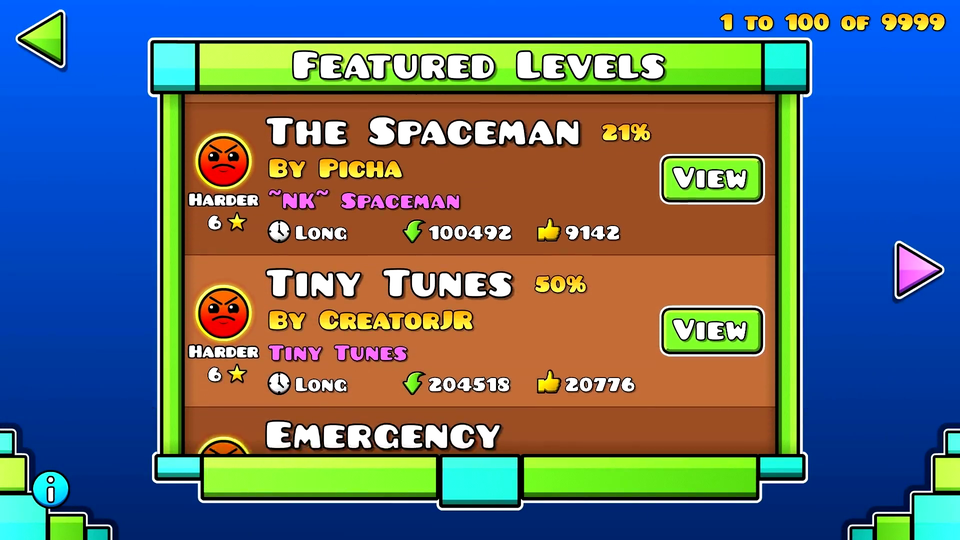 1 to 100 of 9999
Featured Levels
The Spaceman 21%
By Picha
~NK~ Spaceman
Harder
6
Long 100492 9142
View
Tiny Tunes 50%
By CreatorJR
Tiny Tunes
Harder
6
Long 204518 20776
View
Emergency
i